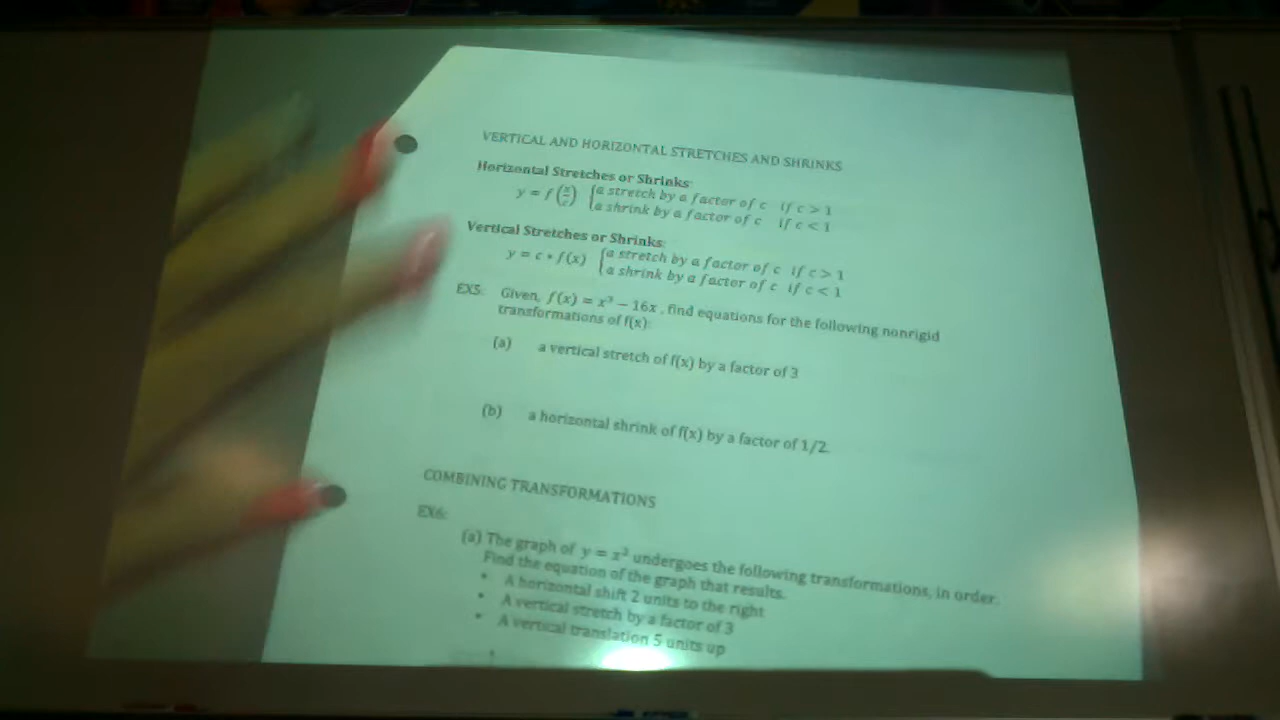 VERTICAL AND HORIZONTAL STRETCHES AND SHRINKS
Horizontal Stretches or Shrinks:
y = f(x/c) { a stretch by a factor of c if c > 1
a shrink by a factor of c if c < 1
Vertical Stretches or Shrinks:
y = c • f(x) { a stretch by a factor of c if c > 1
a shrink by a factor of c if c < 1
EX5: Given, f(x) = x³ − 16x, find equations for the following nonrigid
transformations of f(x):
(a) a vertical stretch of f(x) by a factor of 3
(b) a horizontal shrink of f(x) by a factor of 1/2.
COMBINING TRANSFORMATIONS
EX6:
(a) The graph of y = x² undergoes the following transformations, in order.
Find the equation of the graph that results.
• A horizontal shift 2 units to the right
• A vertical stretch by a factor of 3
• A vertical translation 5 units up